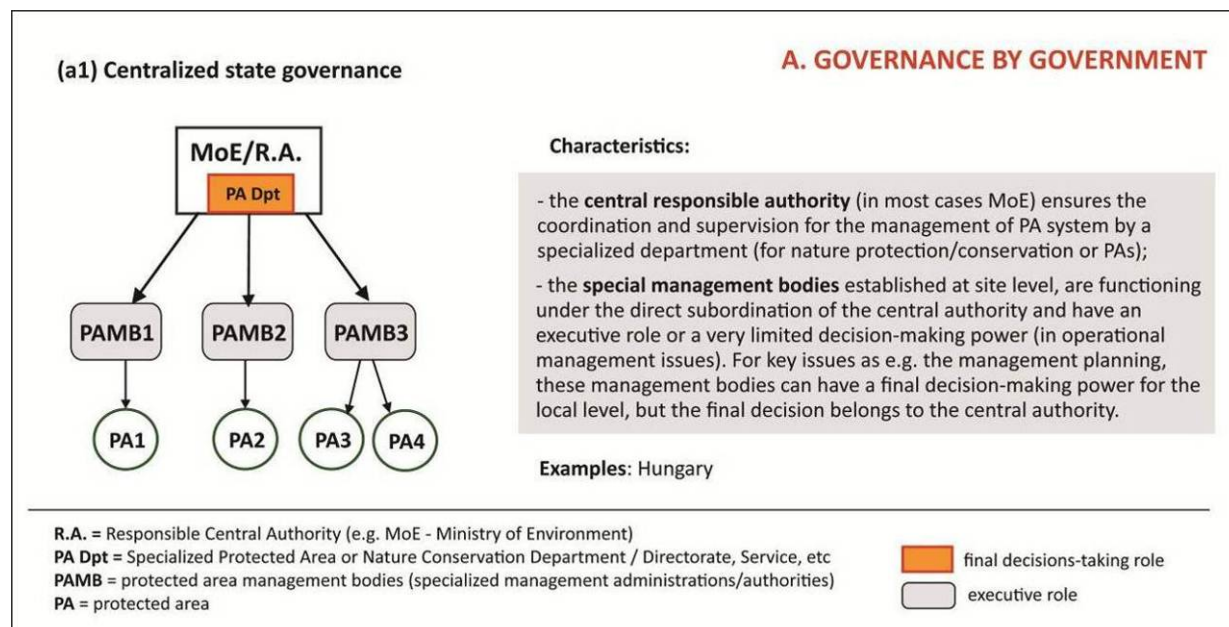 (a1) Centralized state governance
A. GOVERNANCE BY GOVERNMENT
MoE/R.A.
PA Dpt
PAMB1
PAMB2
PAMB3
PA1
PA2
PA3
PA4
Characteristics:
- the central responsible authority (in most cases MoE) ensures the
coordination and supervision for the management of PA system by a
specialized department (for nature protection/conservation or PAs);
- the special management bodies established at site level, are functioning
under the direct subordination of the central authority and have an
executive role or a very limited decision-making power (in operational
management issues). For key issues as e.g. the management planning,
these management bodies can have a final decision-making power for the
local level, but the final decision belongs to the central authority.
Examples: Hungary
R.A. = Responsible Central Authority (e.g. MoE - Ministry of Environment)
PA Dpt = Specialized Protected Area or Nature Conservation Department / Directorate, Service, etc
PAMB = protected area management bodies (specialized management administrations/authorities)
PA = protected area
final decisions-taking role
executive role